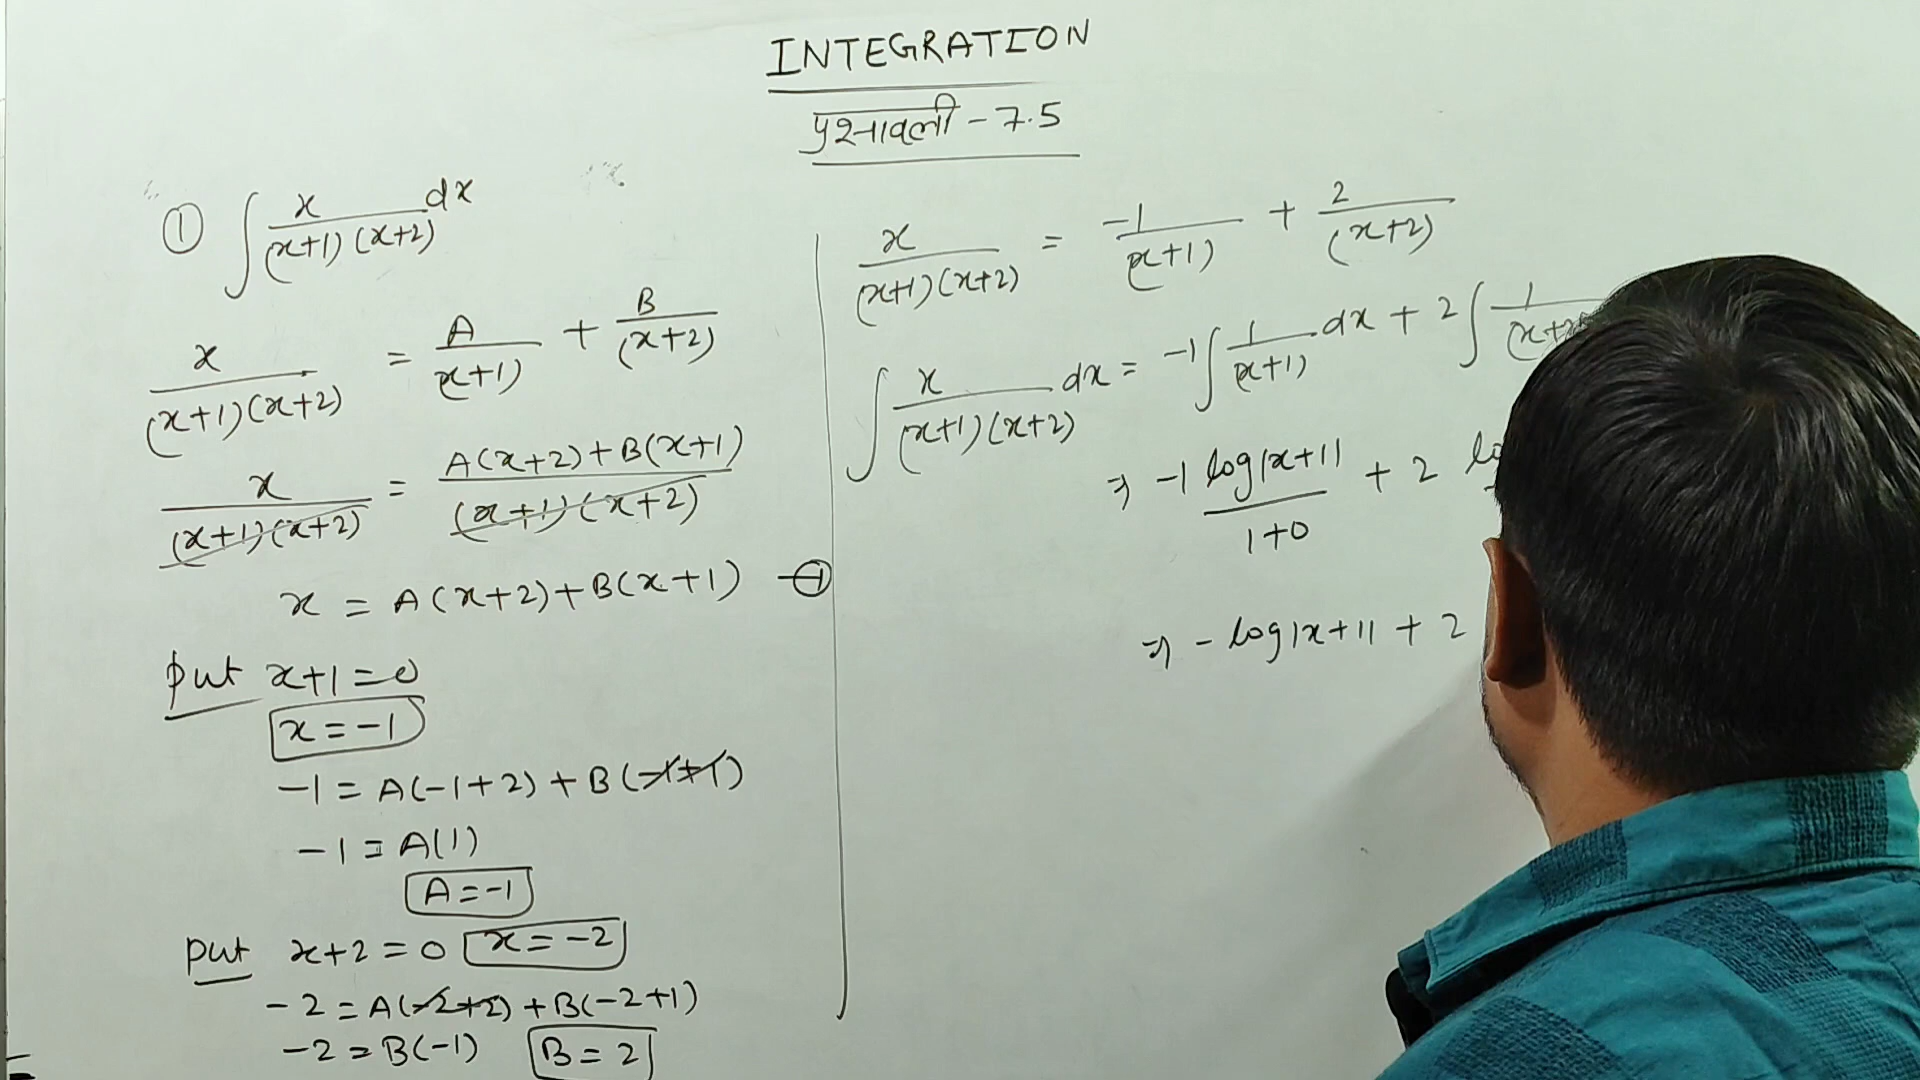 INTEGRATION
प्रश्नावली - 7.5
① ∫ x/(x+1)(x+2) dx
x/(x+1)(x+2) = A/(x+1) + B/(x+2)
x/(x+1)(x+2) = A(x+2)+B(x+1)/(x+1)(x+2)
x = A(x+2)+B(x+1) —①
put x+1=0
x=-1
-1 = A(-1+2)+B(-1+1)
-1 = A(1)
A=-1
put x+2=0 x=-2
-2 = A(-2+2)+B(-2+1)
-2 = B(-1) B=2
x/(x+1)(x+2) = -1/(x+1) + 2/(x+2)
∫ x/(x+1)(x+2) dx = -1∫ 1/(x+1) dx + 2∫ 1/(x+
⇒ -1 log|x+1|/1+0 + 2 lo
⇒ - log|x+1| + 2